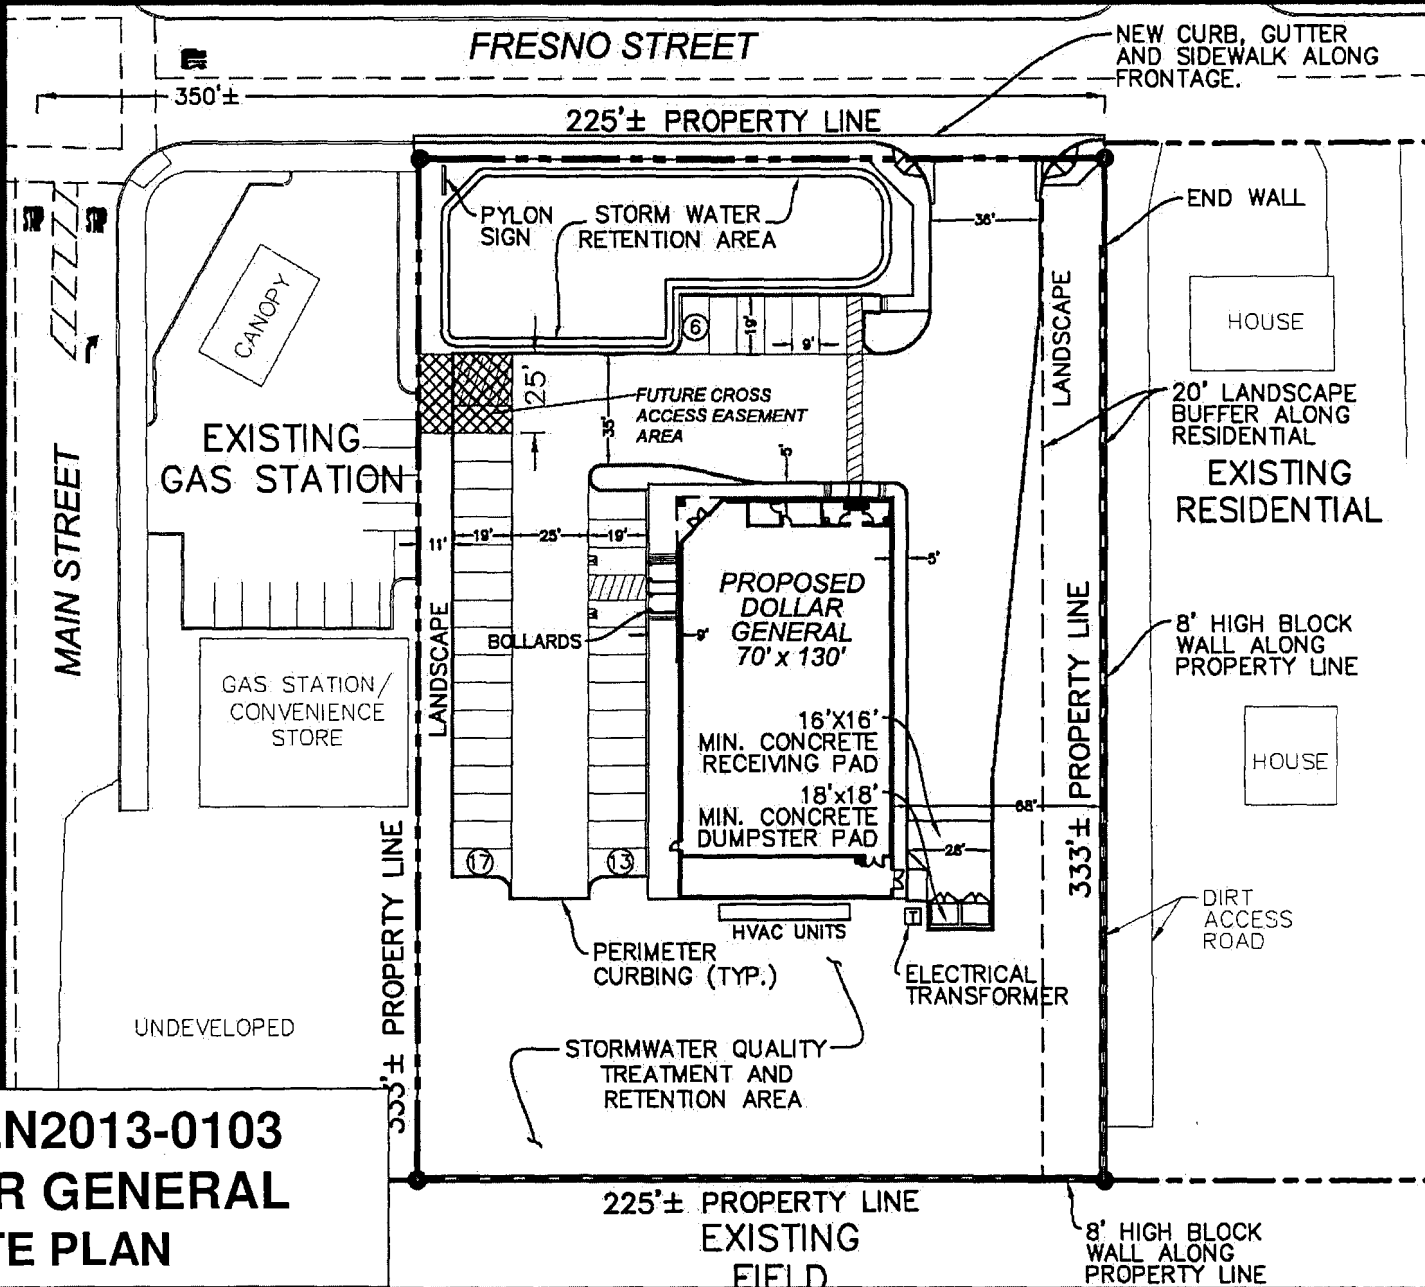 FRESNO STREET
NEW CURB, GUTTER
AND SIDEWALK ALONG
FRONTAGE.
350'±
225'± PROPERTY LINE
PYLON
SIGN
STORM WATER
RETENTION AREA
36'
END WALL
CANOPY
LANDSCAPE
HOUSE
6
19'
9'
25'
FUTURE CROSS
ACCESS EASEMENT
AREA
35'
20' LANDSCAPE
BUFFER ALONG
RESIDENTIAL
EXISTING
GAS STATION
EXISTING
RESIDENTIAL
MAIN STREET
5'
11'
19'
25'
19'
5'
PROPOSED
DOLLAR
GENERAL
70' x 130'
BOLLARDS
9'
LANDSCAPE
8' HIGH BLOCK
WALL ALONG
PROPERTY LINE
GAS STATION/
CONVENIENCE
STORE
16'X16'
MIN. CONCRETE
RECEIVING PAD
18'x18'
MIN. CONCRETE
DUMPSTER PAD
68'
28'
333'± PROPERTY LINE
HOUSE
17
13
333'± PROPERTY LINE
HVAC UNITS
T
DIRT
ACCESS
ROAD
PERIMETER
CURBING (TYP.)
ELECTRICAL
TRANSFORMER
UNDEVELOPED
STORMWATER QUALITY
TREATMENT AND
RETENTION AREA
N2013-0103
R GENERAL
TE PLAN
225'± PROPERTY LINE
EXISTING
FIELD
8' HIGH BLOCK
WALL ALONG
PROPERTY LINE